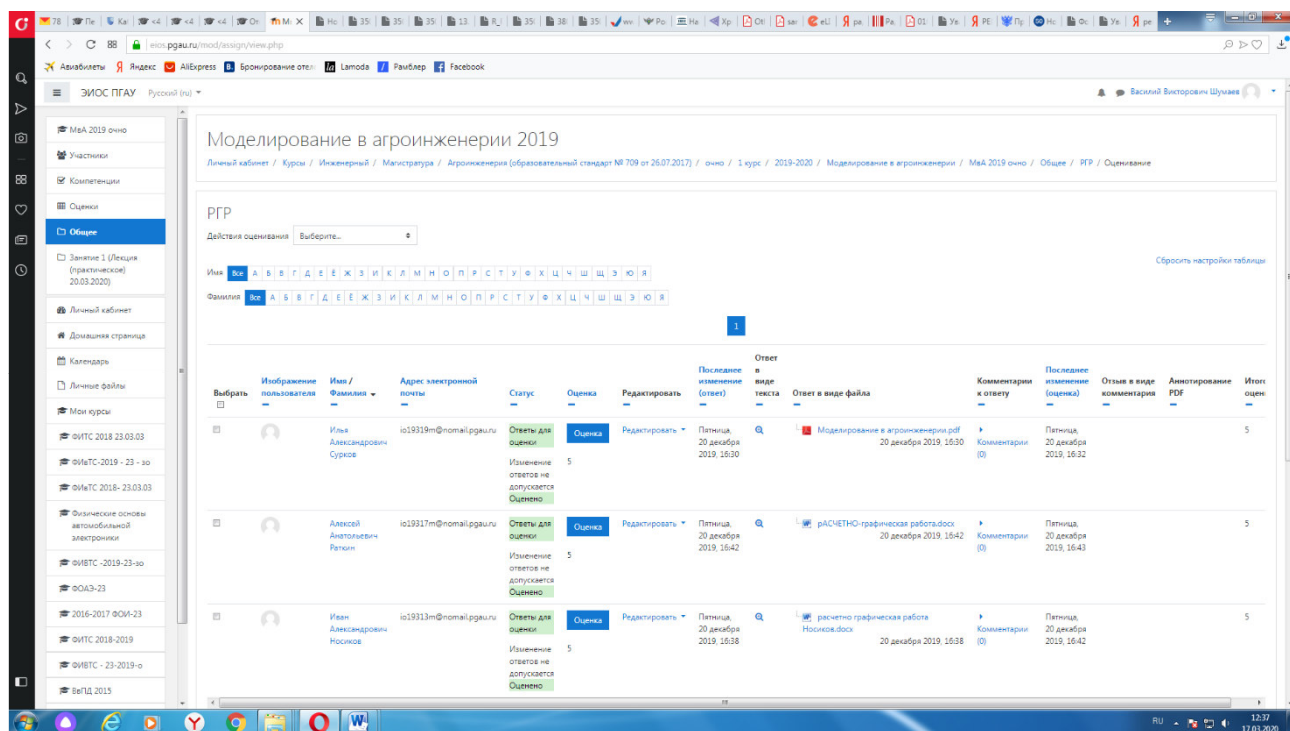 eios.pgau.ru/mod/assign/view.php
Авиабилеты Яндекс AliExpress Бронирование отел Lamoda Рамблер Facebook
ЭИОС ПГАУ Русский (ru)
Василий Викторович Шумаев
МвА 2019 очно
Участники
Компетенции
Оценки
Общее
Занятие 1 (Лекция
(практическое)
20.03.2020)
Личный кабинет
Домашняя страница
Календарь
Личные файлы
Мои курсы
ФИТС 2018 23.03.03
ФИвТС-2019 - 23 - зо
ФИвТС 2018- 23.03.03
Физические основы
автомобильной
электроники
ФИВТС -2019-23-зо
ФОАЭ-23
2016-2017 ФОИ-23
ФИТС 2018-2019
ФИВТС - 23-2019-о
ВвПД 2015
Моделирование в агроинженерии 2019
Личный кабинет / Курсы / Инженерный / Магистратура / Агроинженерия (образовательный стандарт № 709 от 26.07.2017) / очно / 1 курс / 2019-2020 / Моделирование в агроинженерии / МвА 2019 очно / Общее / РГР / Оценивание
РГР
Действия оценивания Выберите...
Сбросить настройки таблицы
Имя Все А Б В Г Д Е Ё Ж З И К Л М Н О П Р С Т У Ф Х Ц Ч Ш Щ Э Ю Я
Фамилия Все А Б В Г Д Е Ё Ж З И К Л М Н О П Р С Т У Ф Х Ц Ч Ш Щ Э Ю Я
1
Выбрать
Изображение
пользователя
Имя /
Фамилия
Адрес электронной
почты
Статус
Оценка
Редактировать
Последнее
изменение
(ответ)
Ответ
в
виде
текста
Ответ в виде файла
Комментарии
к ответу
Последнее
изменение
(оценка)
Отзыв в виде
комментария
Аннотирование
PDF
Илья
Александрович
Сурков
io19319m@nomail.pgau.ru
Ответы для
оценки
Изменение
ответов не
допускается
Оценено
Оценка
5
Редактировать
Пятница,
20 декабря
2019, 16:30
Моделирование в агроинженерии.pdf
20 декабря 2019, 16:30
Комментарии
(0)
Пятница,
20 декабря
2019, 16:32
5
Алексей
Анатольевич
Раткин
io19317m@nomail.pgau.ru
Ответы для
оценки
Изменение
ответов не
допускается
Оценено
Оценка
5
Редактировать
Пятница,
20 декабря
2019, 16:42
рАСЧЕТНО-графическая работа.docx
20 декабря 2019, 16:42
Комментарии
(0)
Пятница,
20 декабря
2019, 16:43
5
Иван
Александрович
Носиков
io19313m@nomail.pgau.ru
Ответы для
оценки
Изменение
ответов не
допускается
Оценено
Оценка
5
Редактировать
Пятница,
20 декабря
2019, 16:38
расчетно графическая работа
Носиков.docx
20 декабря 2019, 16:38
Комментарии
(0)
Пятница,
20 декабря
2019, 16:42
5
RU
12:37
17.03.2020